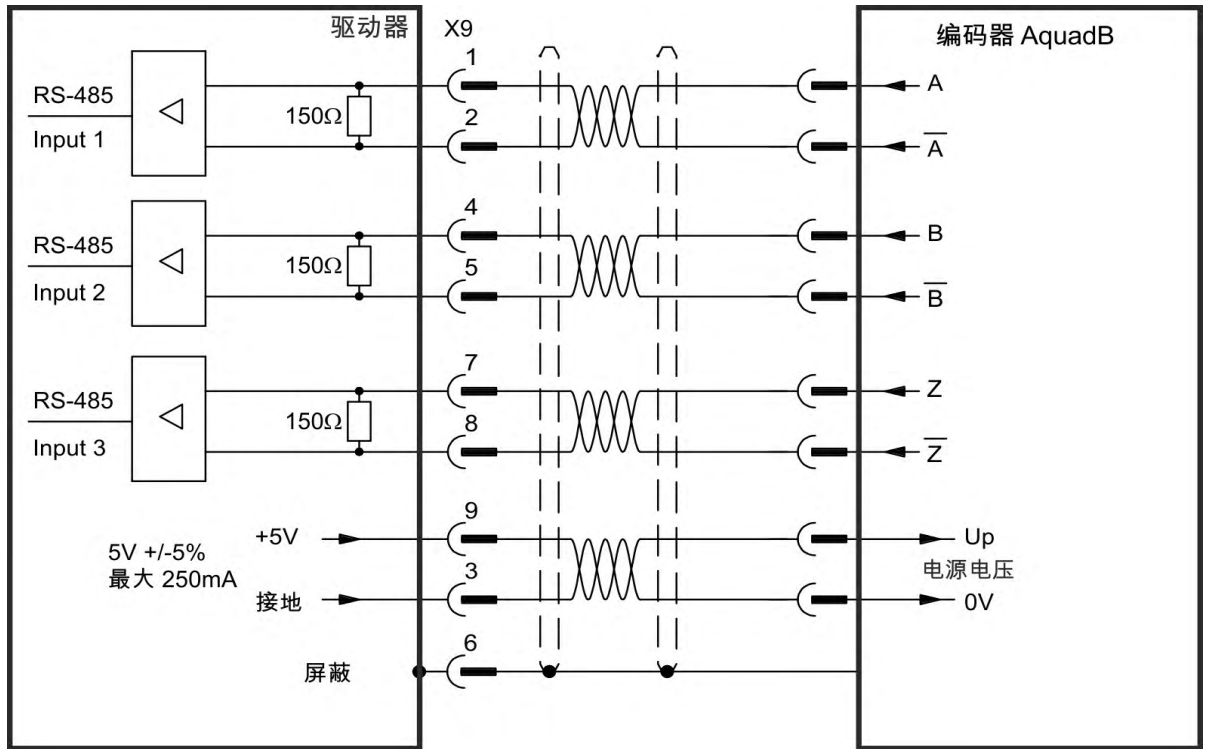 驱动器
X9
编码器 AquadB
1
A
RS-485
150Ω
2
Input 1
A̅
4
B
RS-485
150Ω
5
Input 2
B̅
7
Z
RS-485
150Ω
8
Input 3
Z̅
9
+5V
Up
5V +/-5%
最大 250mA
电源电压
3
接地
0V
6
屏蔽